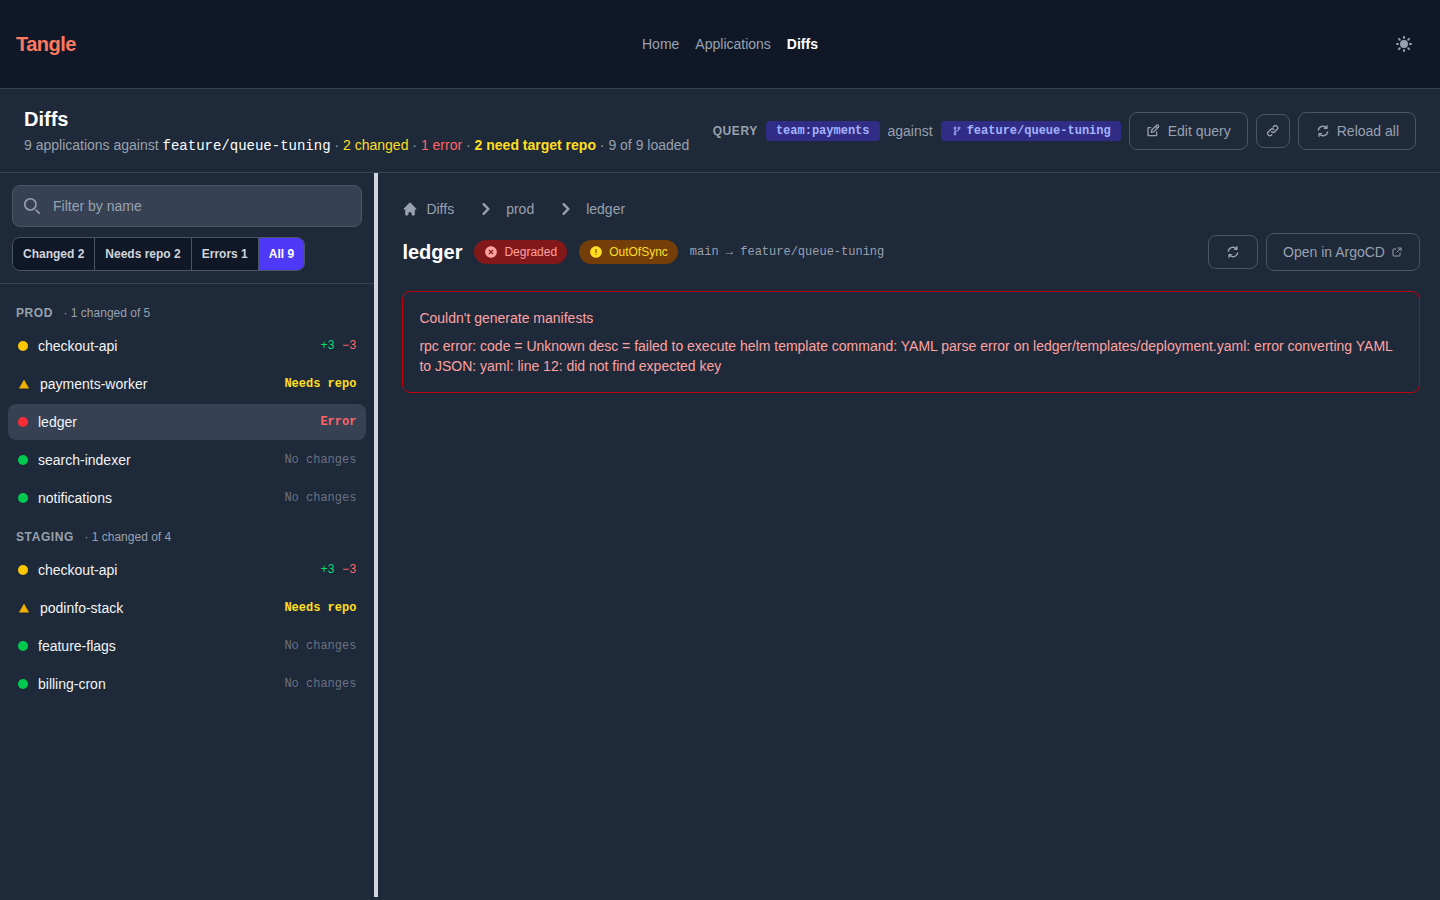 Tangle
Home Applications Diffs
Diffs
9 applications against feature/queue-tuning · 2 changed · 1 error · 2 need target repo · 9 of 9 loaded
QUERY team:payments against feature/queue-tuning Edit query Reload all
Filter by name
Changed 2 Needs repo 2 Errors 1 All 9
PROD · 1 changed of 5
checkout-api +3 −3
payments-worker Needs repo
ledger Error
search-indexer No changes
notifications No changes
STAGING · 1 changed of 4
checkout-api +3 −3
podinfo-stack Needs repo
feature-flags No changes
billing-cron No changes
Diffs prod ledger
ledger Degraded OutOfSync main → feature/queue-tuning Open in ArgoCD
Couldn't generate manifests
rpc error: code = Unknown desc = failed to execute helm template command: YAML parse error on ledger/templates/deployment.yaml: error converting YAML
to JSON: yaml: line 12: did not find expected key